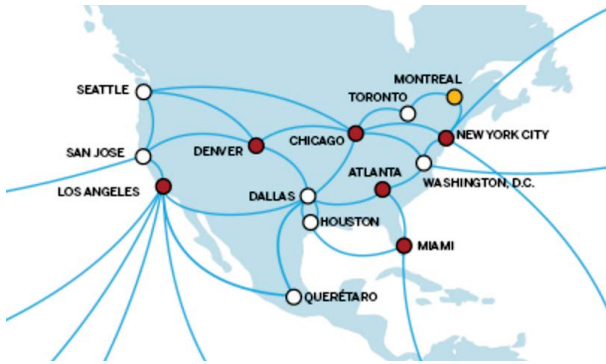 MONTREAL
SEATTLE
TORONTO
CHICAGO
NEW YORK CITY
SAN JOSE
DENVER
ATLANTA
WASHINGTON, D.C.
LOS ANGELES
DALLAS
HOUSTON
MIAMI
QUERÉTARO